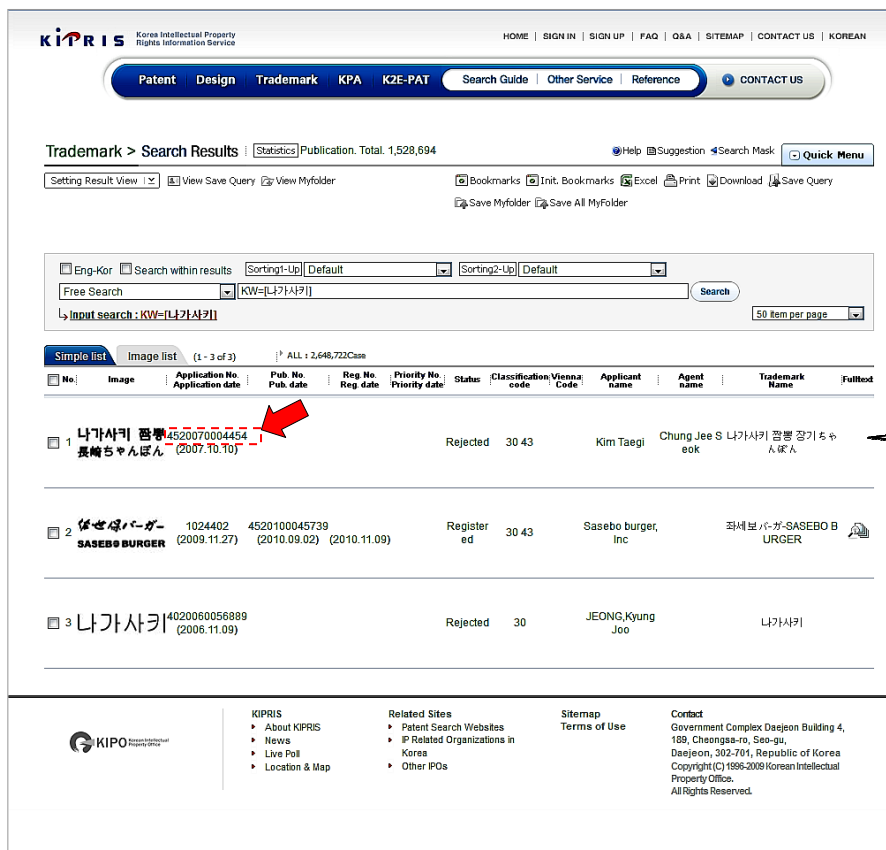 KIPRIS Korea Intellectual Property
Rights Information Service
HOME | SIGN IN | SIGN UP | FAQ | Q&A | SITEMAP | CONTACT US | KOREAN
Patent Design Trademark KPA K2E-PAT Search Guide | Other Service | Reference CONTACT US
Trademark > Search Results Statistics Publication. Total. 1,528,694 Help Suggestion Search Mask Quick Menu
Setting Result View View Save Query View Myfolder Bookmarks Init. Bookmarks Excel Print Download Save Query
Save Myfolder Save All MyFolder
Eng-Kor Search within results Sorting1-Up Default Sorting2-Up Default
Free Search KW=[나가사키] Search
Input search : KW=[나가사키] 50 item per page
Simple list Image list (1 - 3 of 3) ALL : 2,648,722Case
No. Image Application No. Pub. No. Reg. No. Priority No. Status Classification Vienna Applicant Agent Trademark Fulltext
Application date Pub. date Reg. date Priority date code Code name name Name
1 나가사키 짬뽕 4520070004454 Rejected 30 43 Kim Taegi Chung Jee S 나가사키 짬뽕 장기ちゃ
長崎ちゃんぽん (2007.10.10) eok んぽん
2 佐世保バーガー 1024402 4520100045739 Register 30 43 Sasebo burger, 좌세보バーガー-SASEBO B
SASEBO BURGER (2009.11.27) (2010.09.02) (2010.11.09) ed Inc URGER
3 나가사키 4020060056889 Rejected 30 JEONG,Kyung 나가사키
(2006.11.09) Joo
KIPRIS
About KIPRIS
News
Live Poll
Location & Map
Related Sites
Patent Search Websites
IP Related Organizations in
Korea
Other IPOs
Sitemap
Terms of Use
Contact
Government Complex Daejeon Building 4,
189, Cheongsa-ro, Seo-gu,
Daejeon, 302-701, Republic of Korea
Copyright (C) 1996-2009 Korean Intellectual
Property Office.
All Rights Reserved.
KIPO Korean Intellectual
Property Office